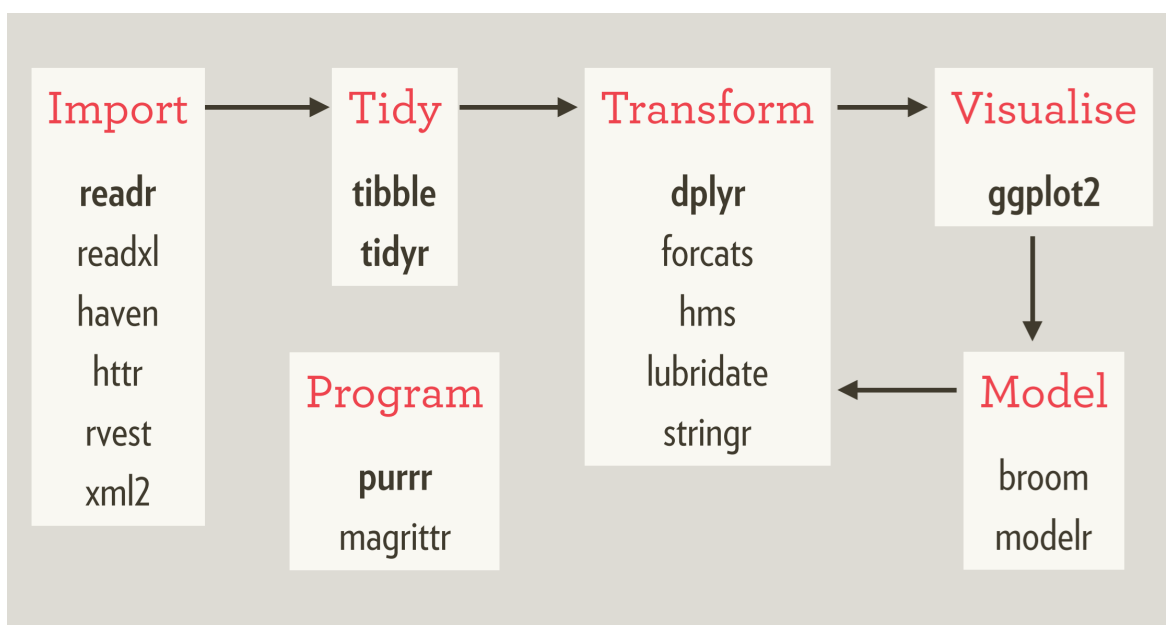 Import
readr
readxl
haven
httr
rvest
xml2
Tidy
tibble
tidyr
Program
purrr
magrittr
Transform
dplyr
forcats
hms
lubridate
stringr
Visualise
ggplot2
Model
broom
modelr